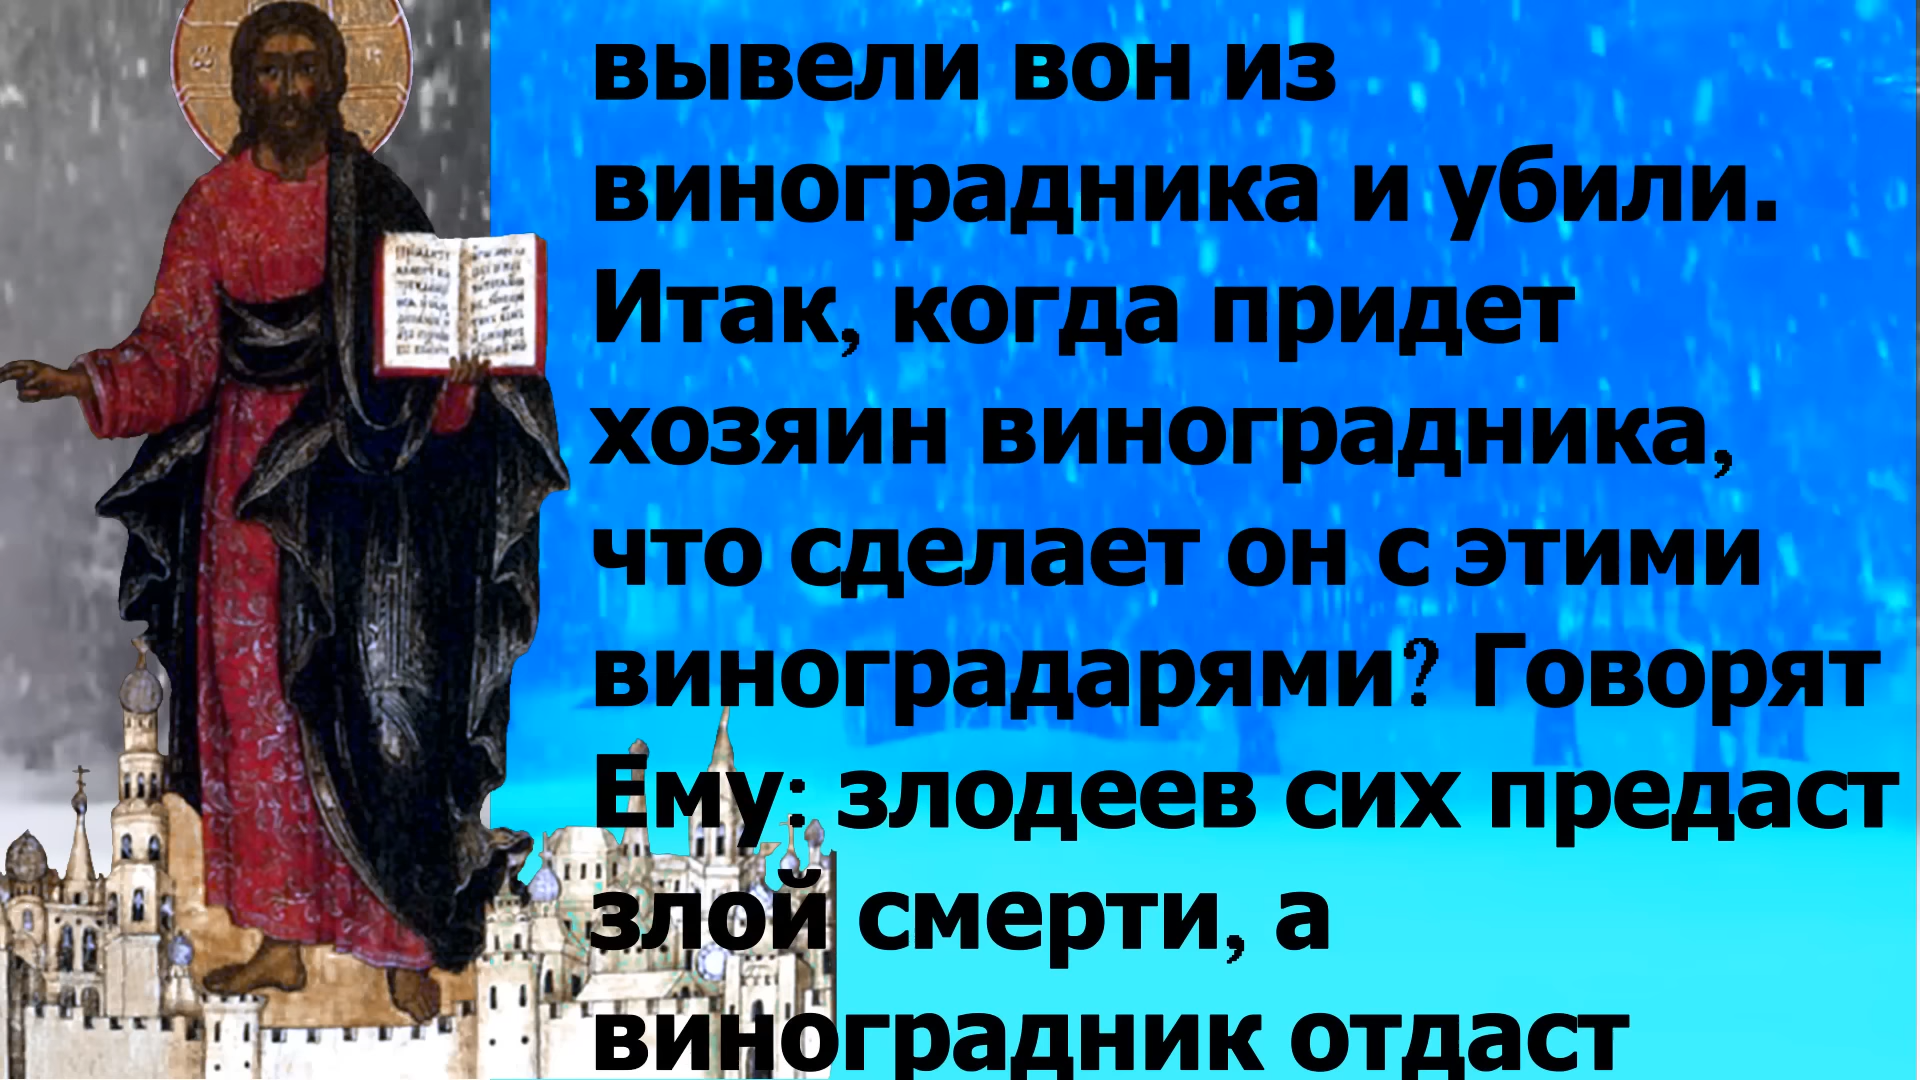 вывели вон из
виноградника и убили.
Итак, когда придет
хозяин виноградника,
что сделает он с этими
виноградарями? Говорят
Ему: злодеев сих предаст
злой смерти, а
виноградник отдаст